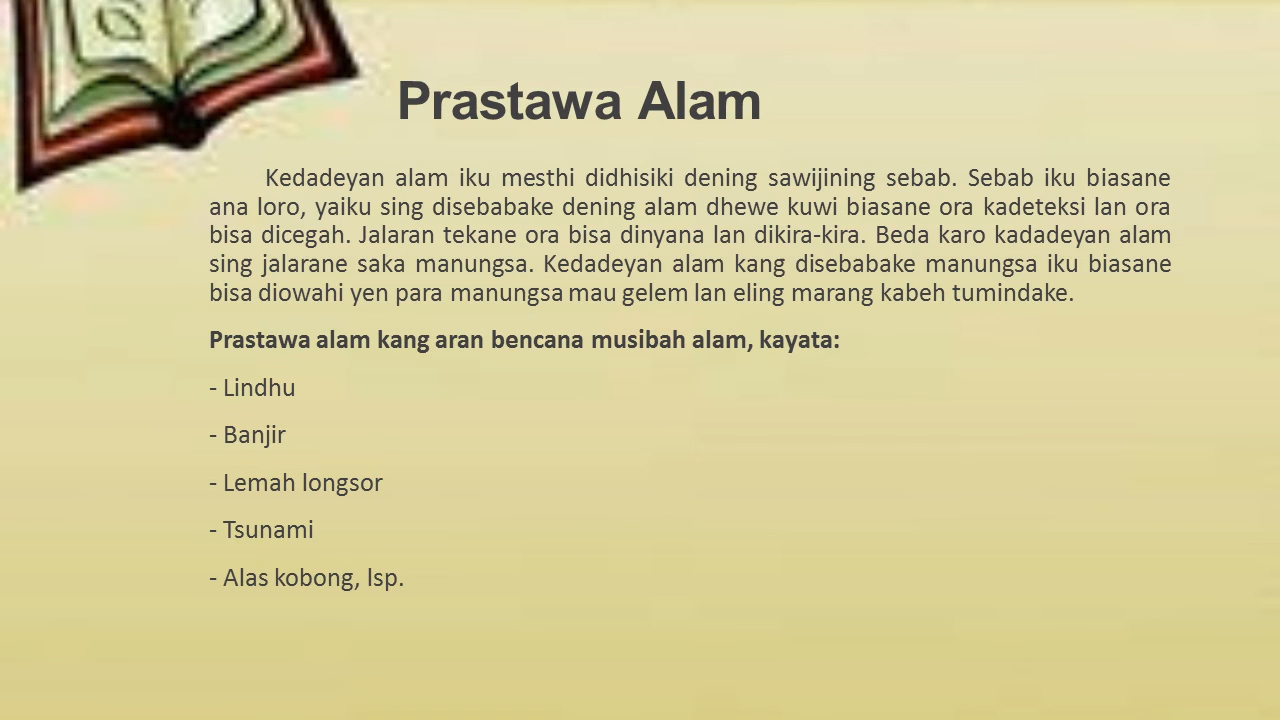 Prastawa Alam
Kedadeyan alam iku mesthi didhisiki dening sawijining sebab. Sebab iku biasane
ana loro, yaiku sing disebabake dening alam dhewe kuwi biasane ora kadeteksi lan ora
bisa dicegah. Jalaran tekane ora bisa dinyana lan dikira-kira. Beda karo kadadeyan alam
sing jalarane saka manungsa. Kedadeyan alam kang disebabake manungsa iku biasane
bisa diowahi yen para manungsa mau gelem lan eling marang kabeh tumindake.
Prastawa alam kang aran bencana musibah alam, kayata:
- Lindhu
- Banjir
- Lemah longsor
- Tsunami
- Alas kobong, lsp.